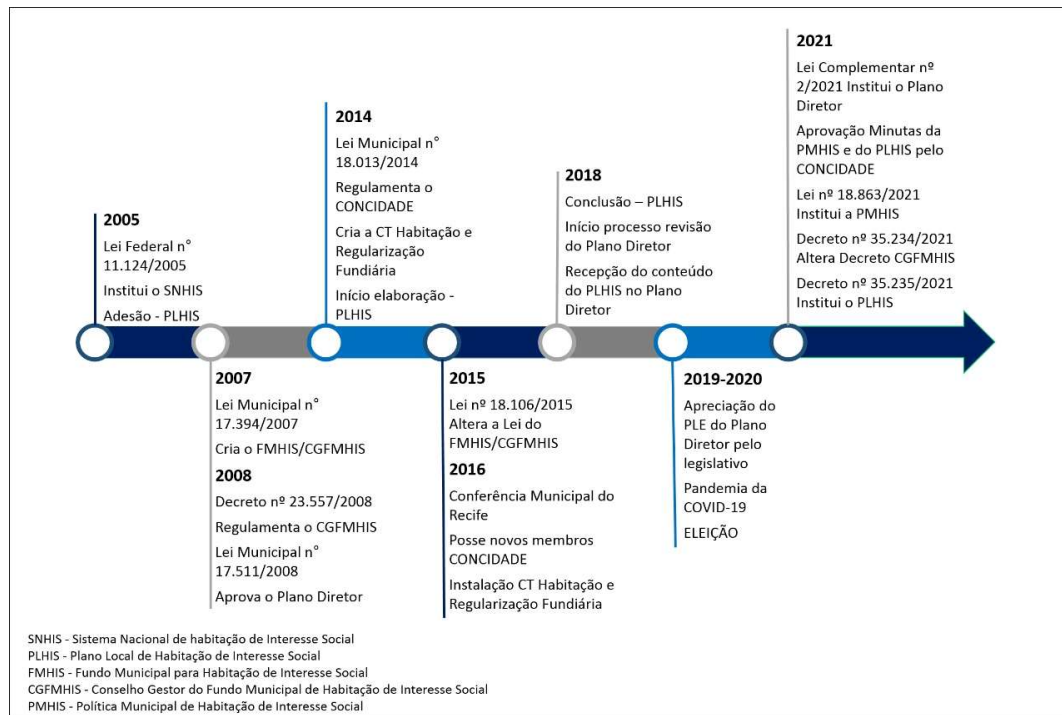 2005
Lei Federal n°
11.124/2005
Institui o SNHIS
Adesão - PLHIS
2007
Lei Municipal n°
17.394/2007
Cria o FMHIS/CGFMHIS
2008
Decreto nº 23.557/2008
Regulamenta o CGFMHIS
Lei Municipal n°
17.511/2008
Aprova o Plano Diretor
2014
Lei Municipal n°
18.013/2014
Regulamenta o
CONCIDADE
Cria a CT Habitação e
Regularização
Fundiária
Início elaboração -
PLHIS
2015
Lei nº 18.106/2015
Altera a Lei do
FMHIS/CGFMHIS
2016
Conferência Municipal do
Recife
Posse novos membros
CONCIDADE
Instalação CT Habitação e
Regularização Fundiária
2018
Conclusão – PLHIS
Início processo revisão
do Plano Diretor
Recepção do conteúdo
do PLHIS no Plano
Diretor
2019-2020
Apreciação do
PLE do Plano
Diretor pelo
legislativo
Pandemia da
COVID-19
ELEIÇÃO
2021
Lei Complementar nº
2/2021 Institui o Plano
Diretor
Aprovação Minutas da
PMHIS e do PLHIS pelo
CONCIDADE
Lei nº 18.863/2021
Institui a PMHIS
Decreto nº 35.234/2021
Altera Decreto CGFMHIS
Decreto nº 35.235/2021
Institui o PLHIS
SNHIS - Sistema Nacional de habitação de Interesse Social
PLHIS - Plano Local de Habitação de Interesse Social
FMHIS - Fundo Municipal para Habitação de Interesse Social
CGFMHIS - Conselho Gestor do Fundo Municipal de Habitação de Interesse Social
PMHIS - Política Municipal de Habitação de Interesse Social